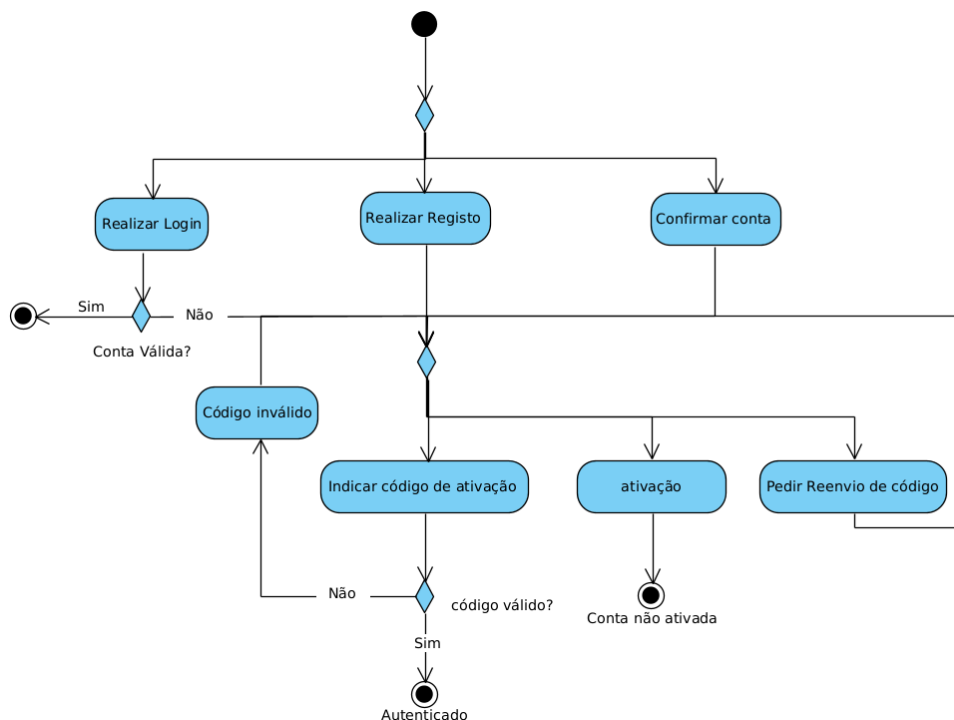 Realizar Login
Realizar Registo
Confirmar conta
Sim
Não
Conta Válida?
Código inválido
Indicar código de ativação
ativação
Pedir Reenvio de código
Não
código válido?
Conta não ativada
Sim
Autenticado